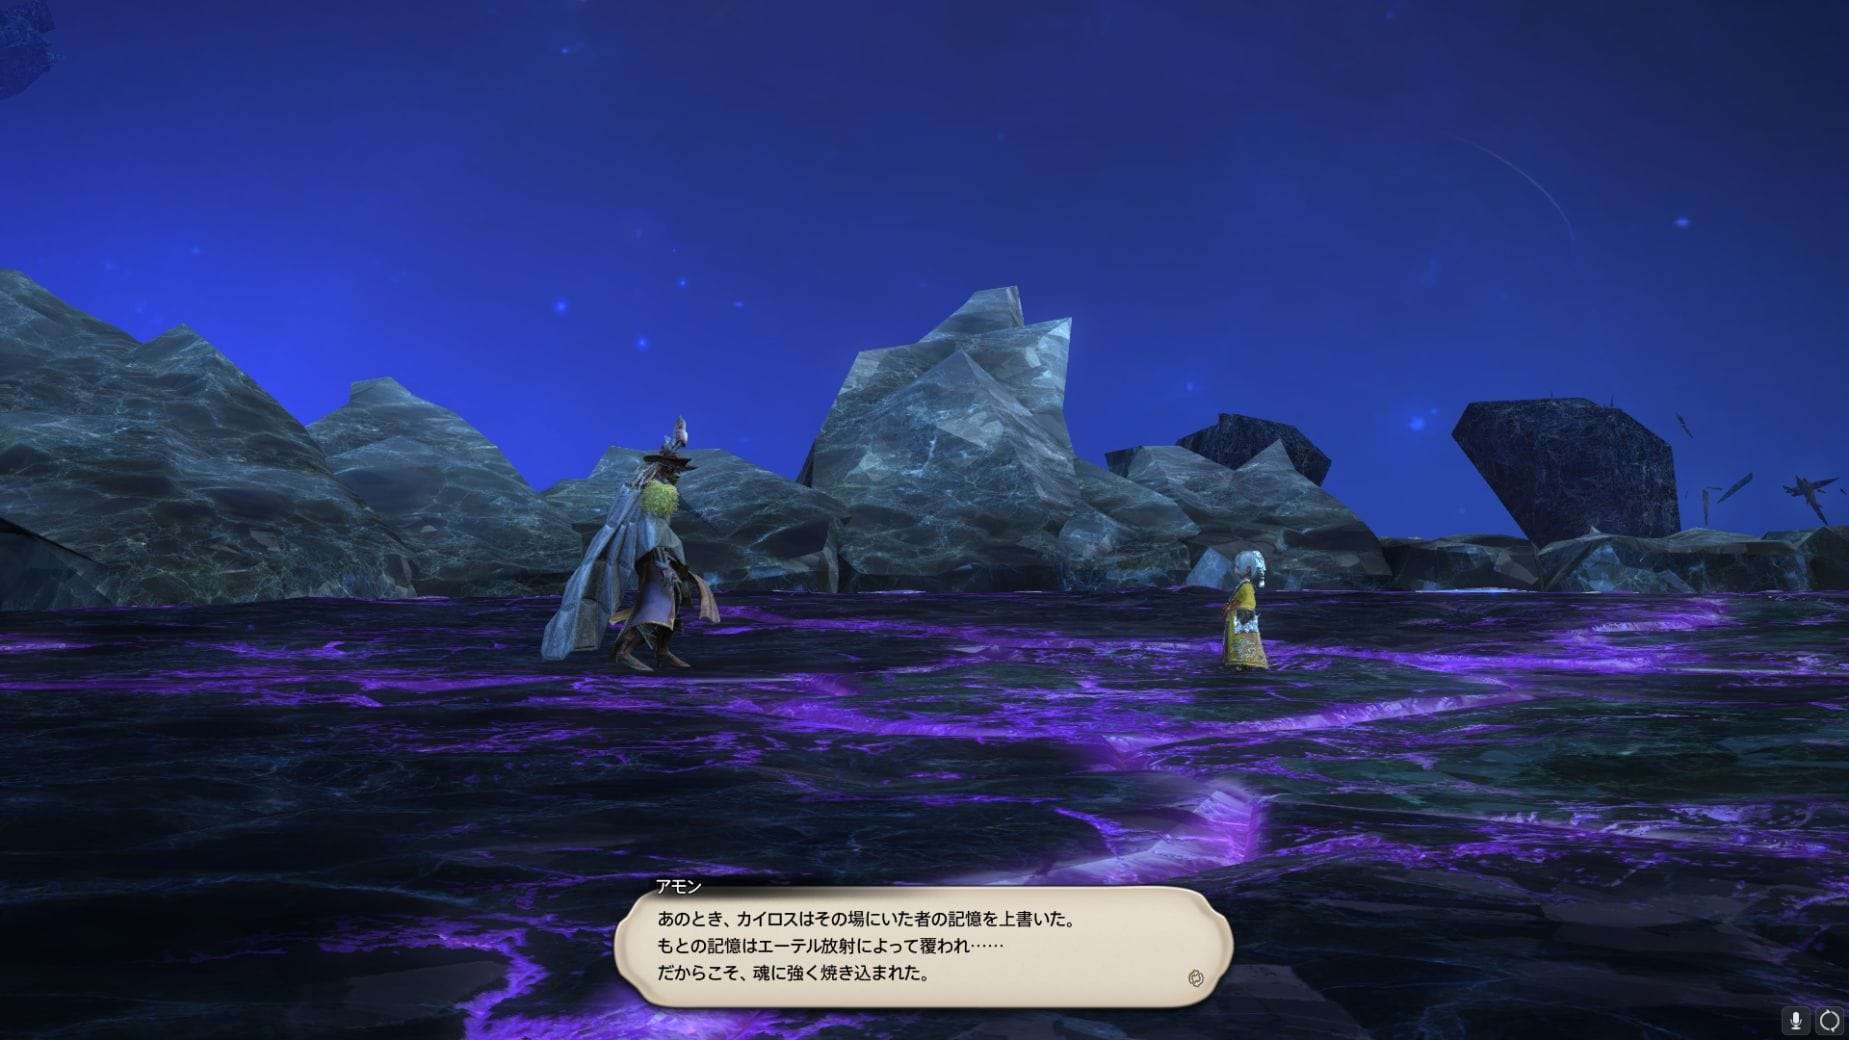 アモン
あのとき、カイロスはその場にいた者の記憶を上書いた。
もとの記憶はエーテル放射によって覆われ……
だからこそ、魂に強く焼き込まれた。